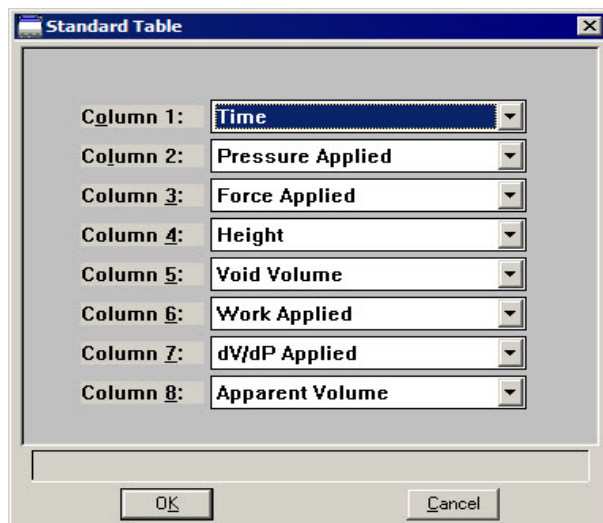 Standard Table
Column 1: Time
Column 2: Pressure Applied
Column 3: Force Applied
Column 4: Height
Column 5: Void Volume
Column 6: Work Applied
Column 7: dV/dP Applied
Column 8: Apparent Volume
OK Cancel